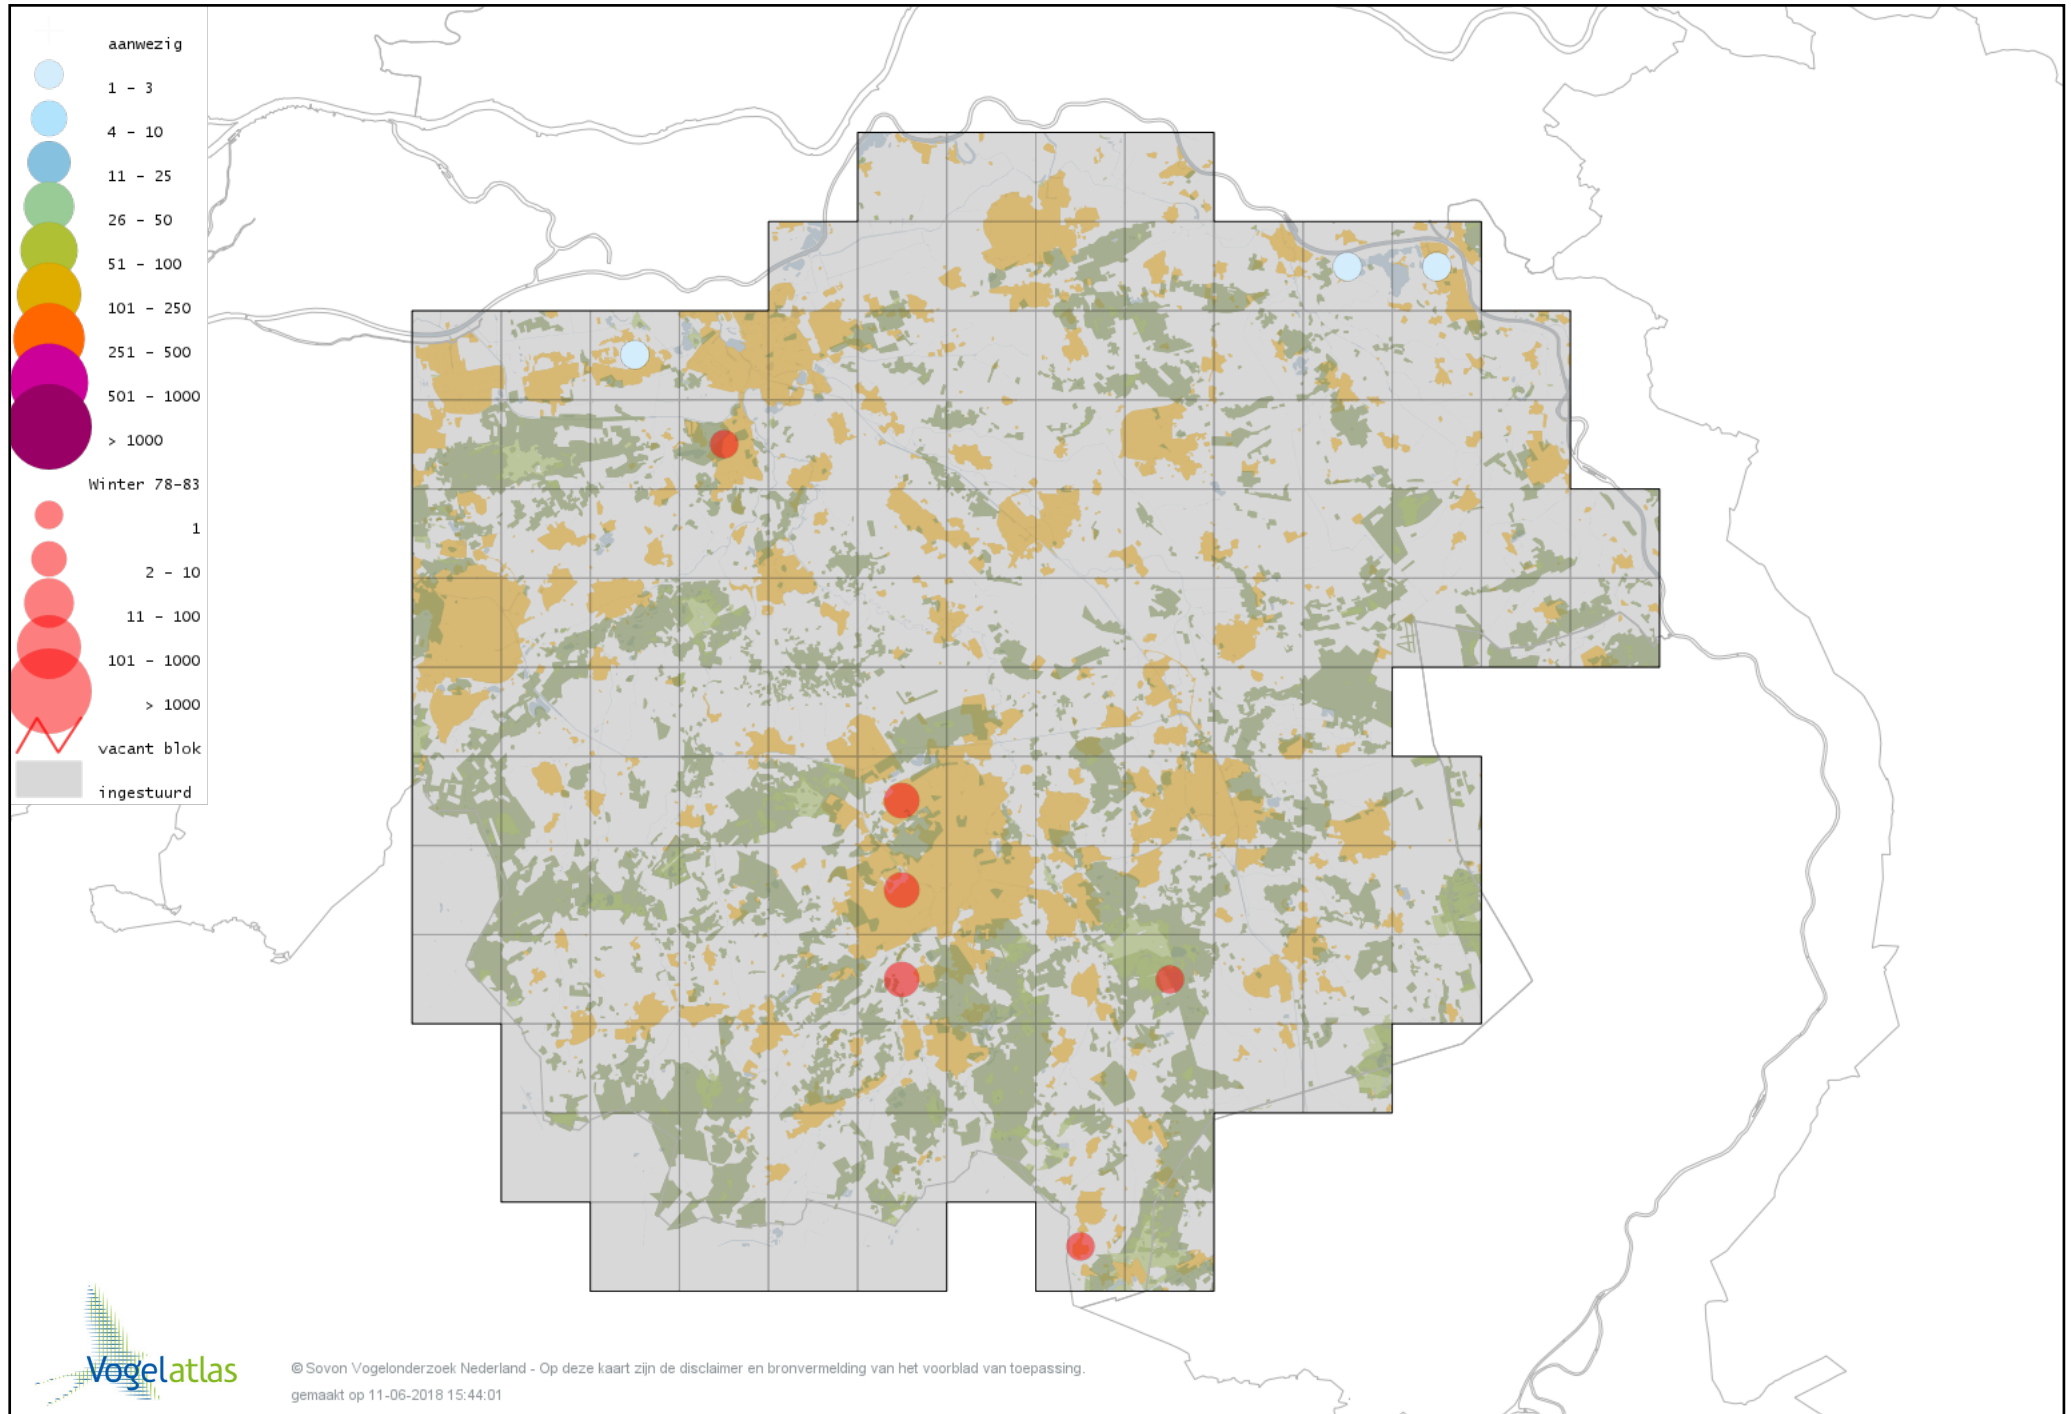 aanwezig
1 - 3
4 - 10
11 - 25
26 - 50
51 - 100
101 - 250
251 - 500
501 - 1000
> 1000
Winter 78-83
1
2 - 10
11 - 100
101 - 1000
> 1000
vacant blok
ingestuurd
Vogelatlas
© Sovon Vogelonderzoek Nederland - Op deze kaart zijn de disclaimer en bronvermelding van het voorblad van toepassing.
gemaakt op 11-06-2018 15:44:01